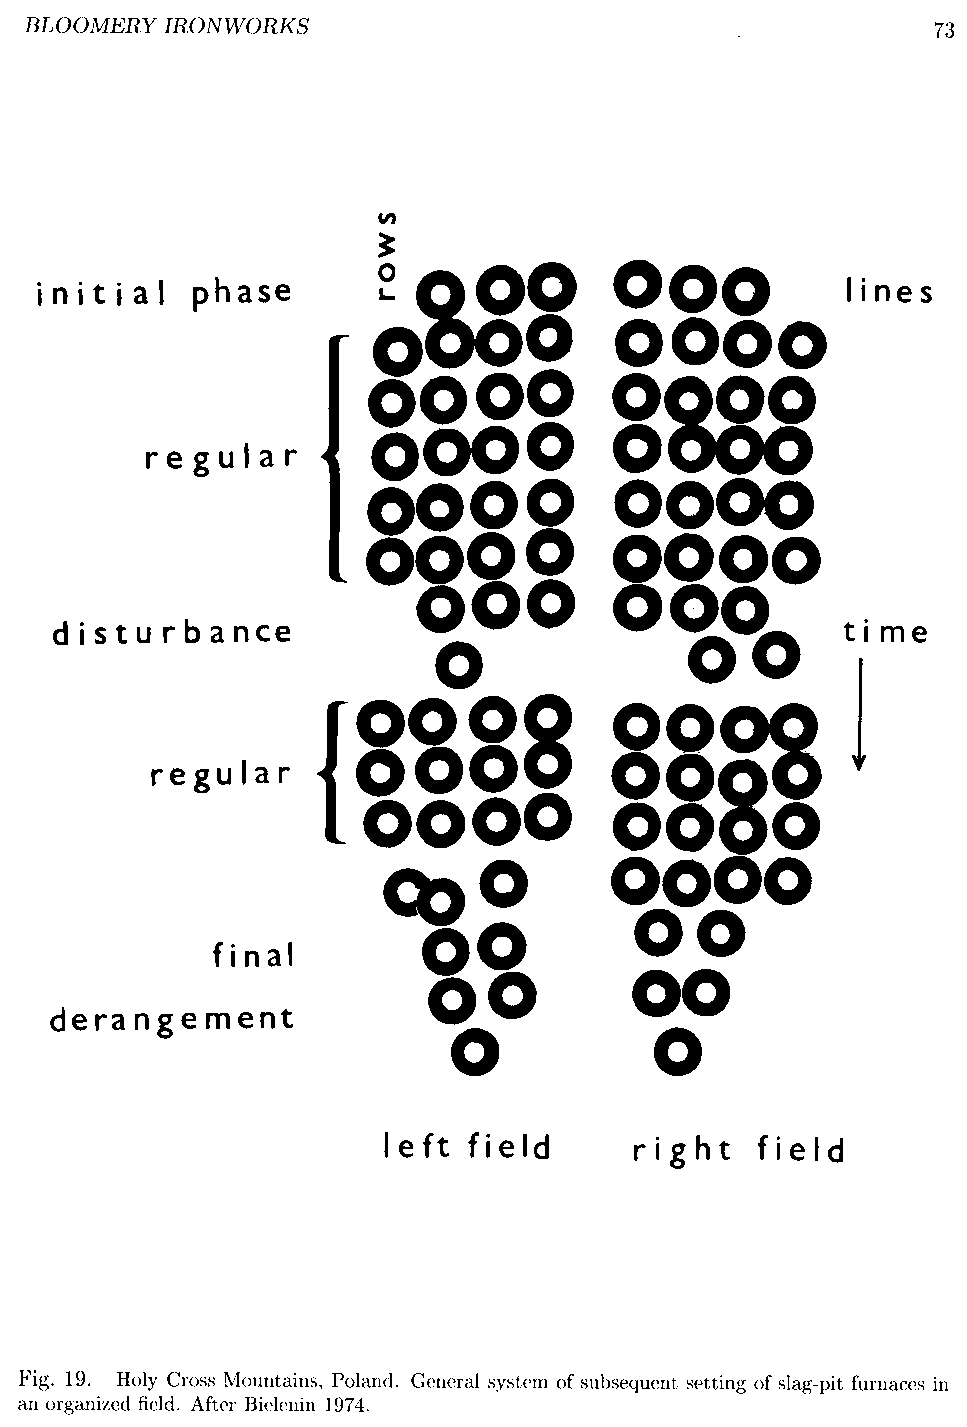 BLOOMERY IRONWORKS 73
rows
initial phase lines
regular
disturbance time
regular
final
derangement
left field right field
Fig. 19. Holy Cross Mountains, Poland. General system of subsequent setting of slag-pit furnaces in
an organized field. After Bielenin 1974.